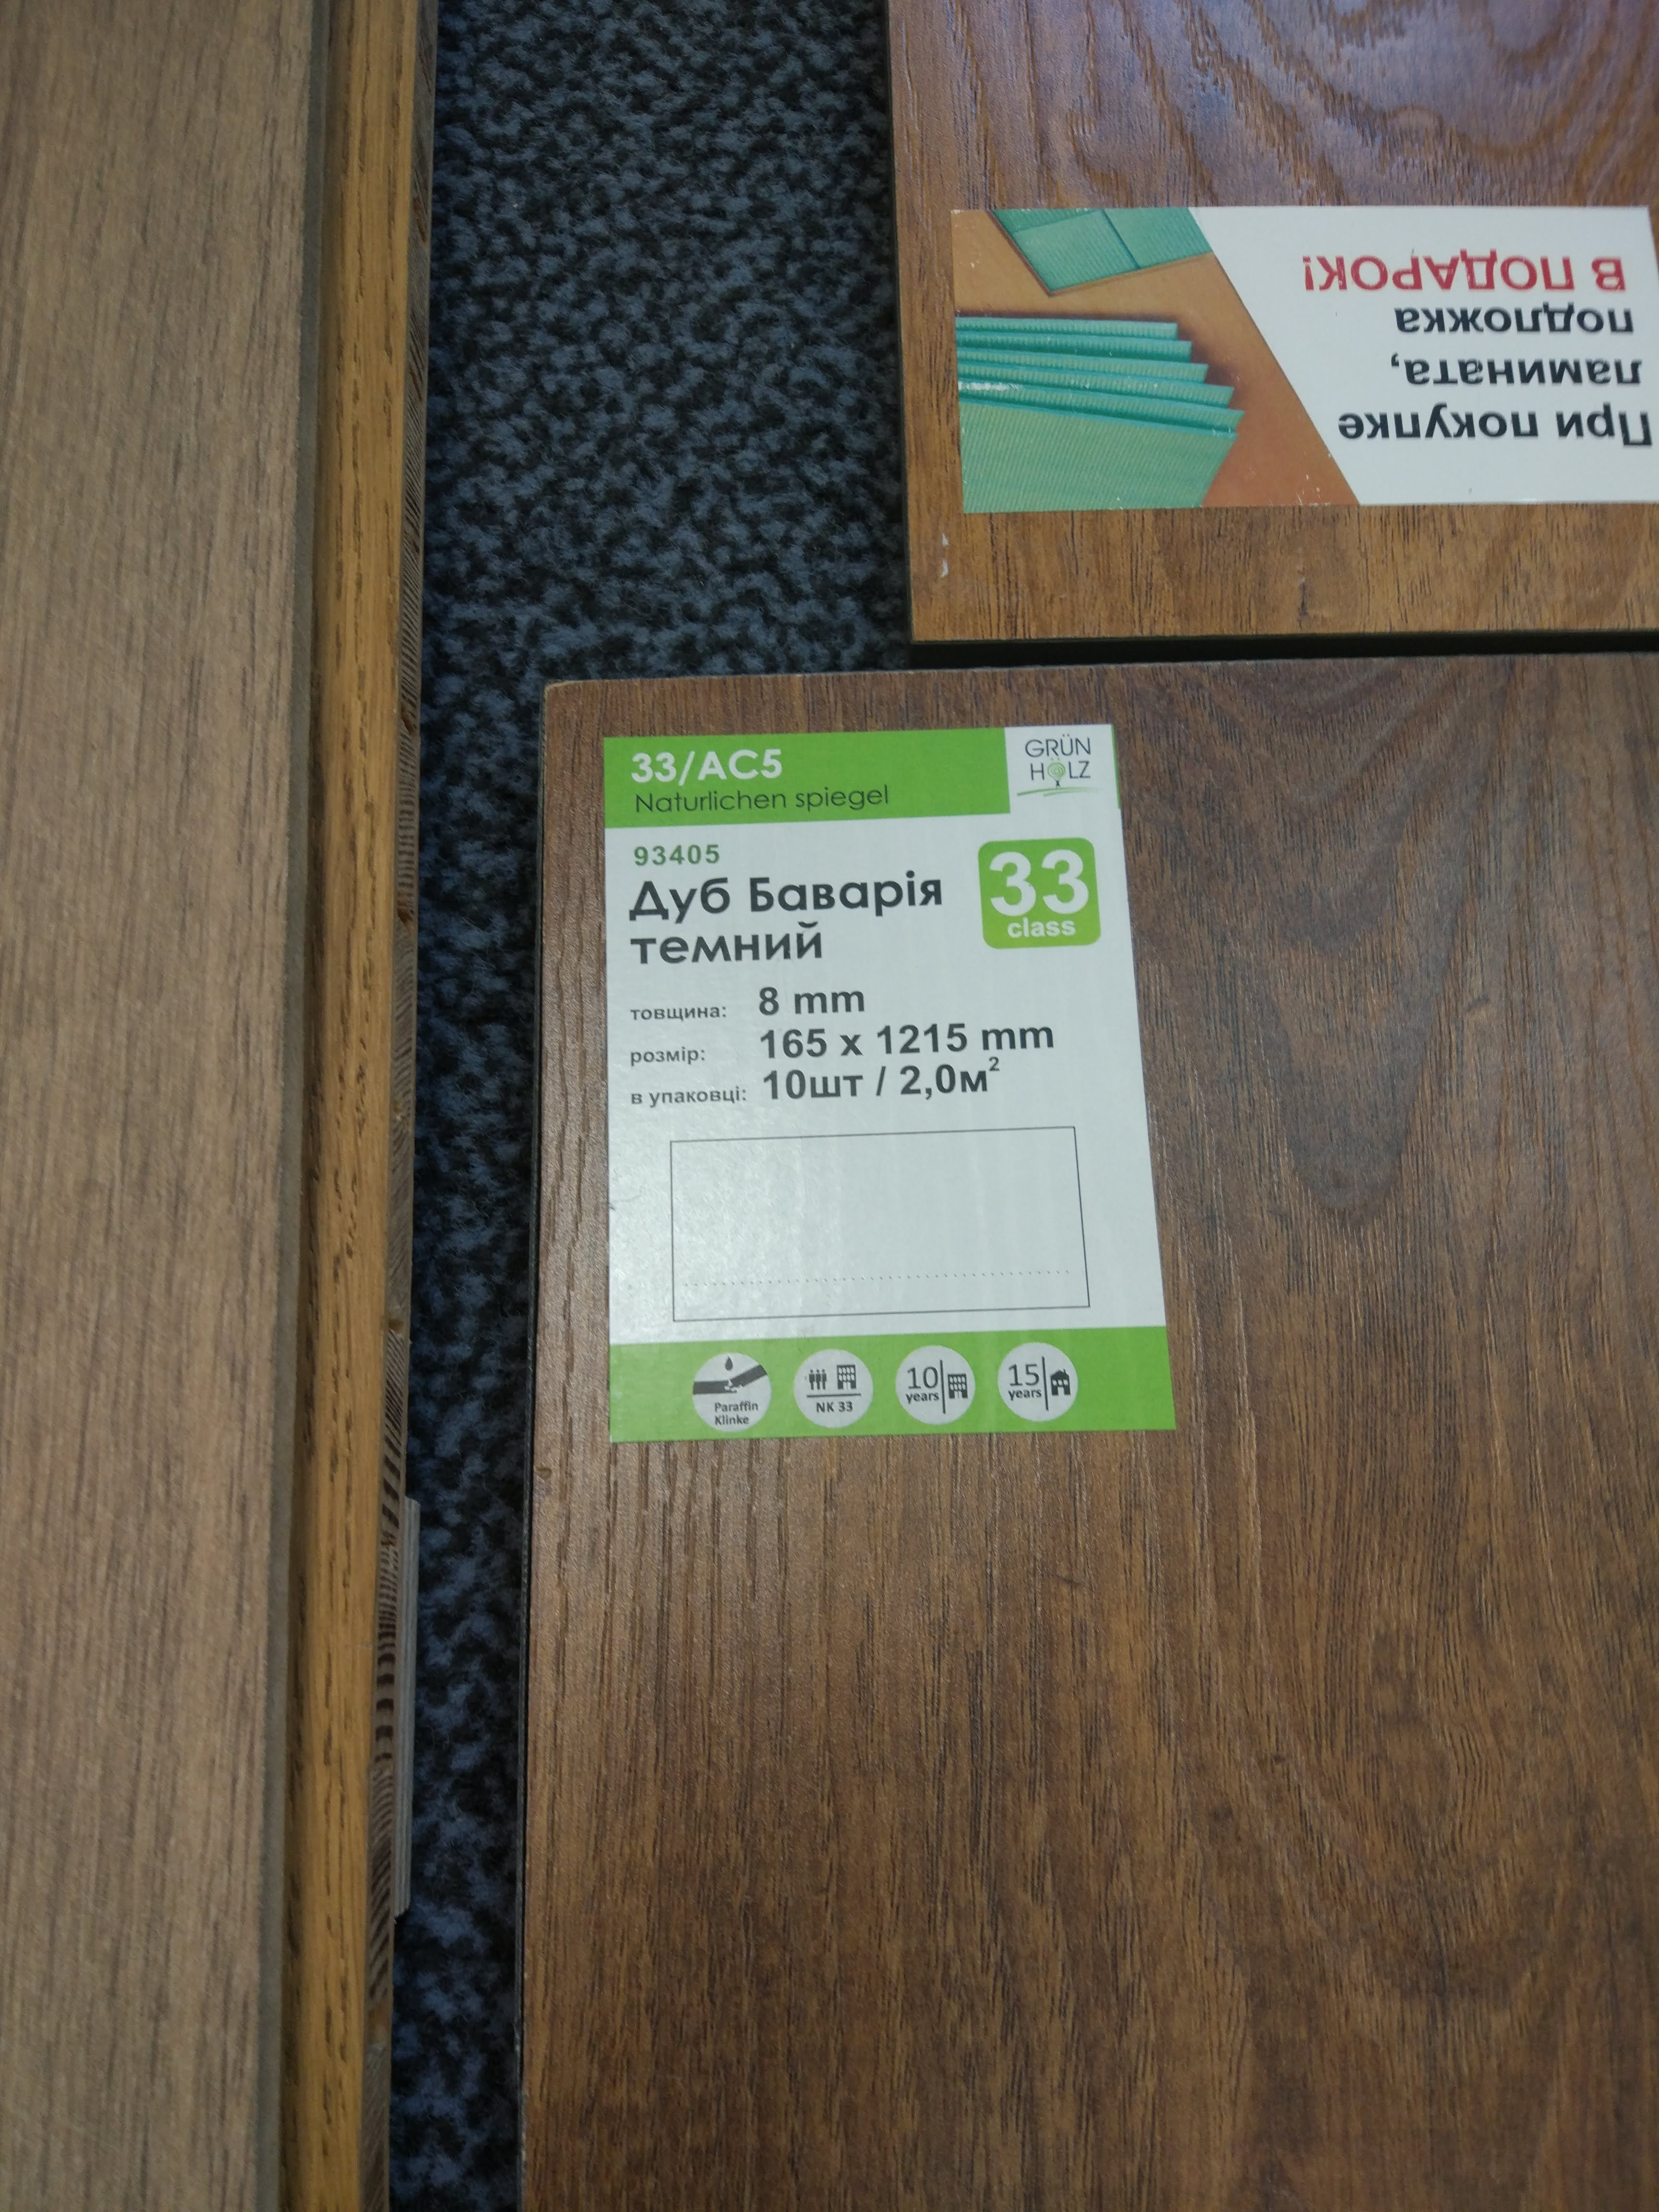 При покупке
ламината,
подложка
В ПОДАРОК!
33/AC5
Naturlichen spiegel
GRÜN
HÖLZ
93405
Дуб Баварія
темний
33
class
товщина: 8 mm
розмір: 165 x 1215 mm
в упаковці: 10шт / 2,0м²
Paraffin
Klinke
NK 33
10
years
15
years